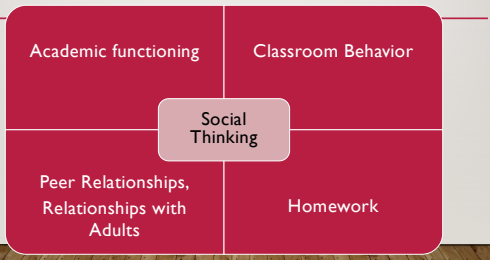 Academic functioning
Classroom Behavior
Social
Thinking
Peer Relationships,
Relationships with
Adults
Homework